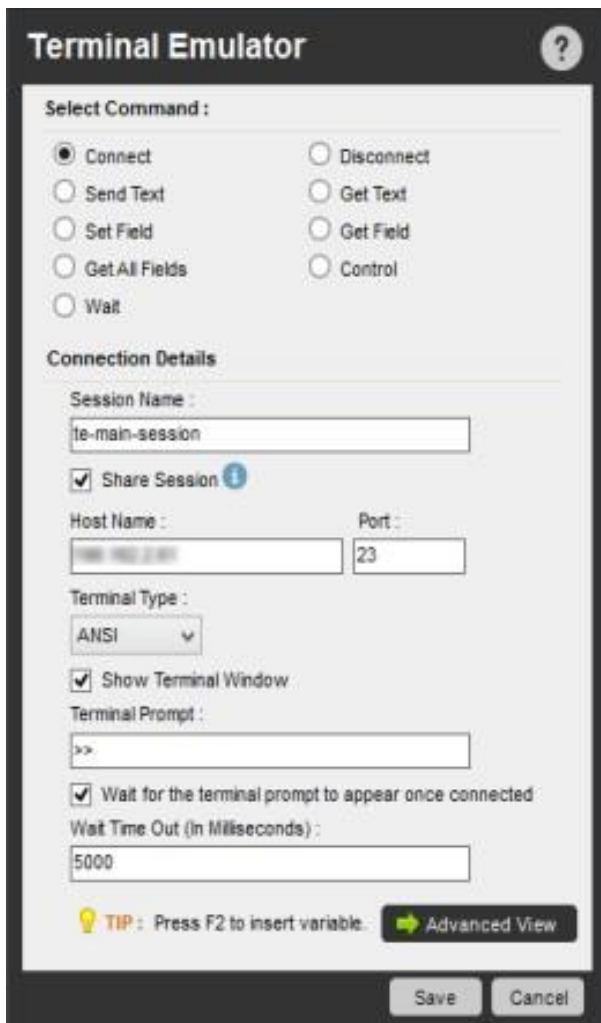 Terminal Emulator ?
Select Command :
Connect Disconnect
Send Text Get Text
Set Field Get Field
Get All Fields Control
Wait
Connection Details
Session Name :
te-main-session
Share Session i
Host Name : Port :
23
Terminal Type :
ANSI
Show Terminal Window
Terminal Prompt :
>>
Wait for the terminal prompt to appear once connected
Wait Time Out (In Milliseconds) :
5000
TIP : Press F2 to insert variable. Advanced View
Save Cancel